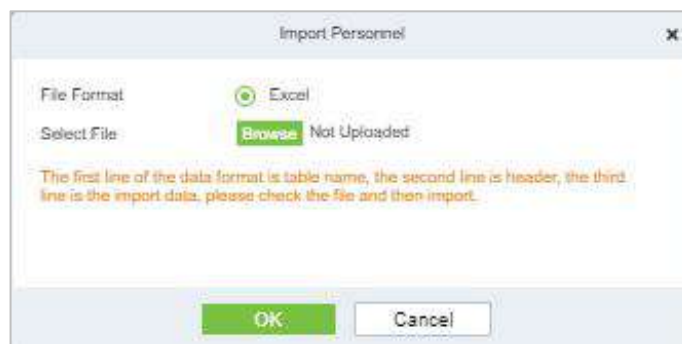 Import Personnel
File Format Excel
Select File Browse Not Uploaded
The first line of the data format is table name, the second line is header, the third
line is the import data, please check the file and then import.
OK Cancel